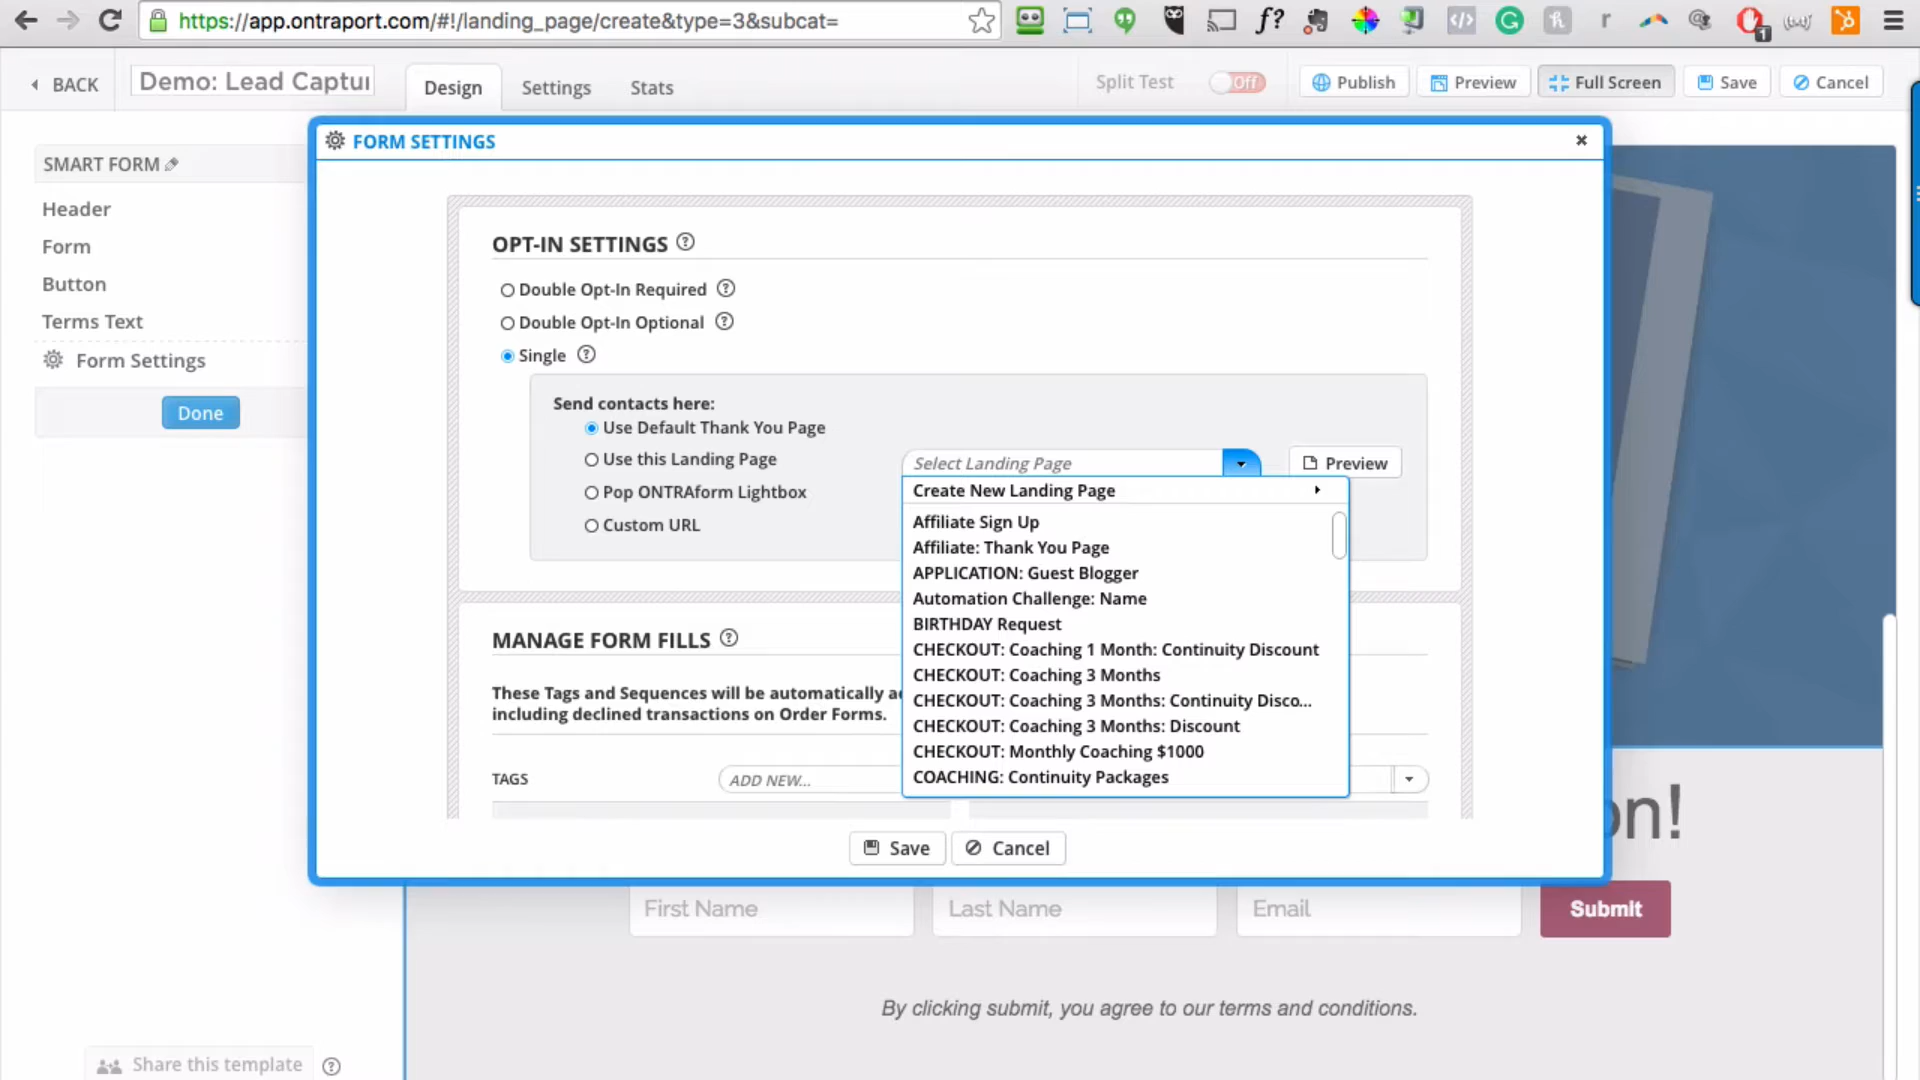 https://app.ontraport.com/#!/landing_page/create&type=3&subcat=
BACK
Demo: Lead Captu
Design
Settings
Stats
Split Test
Off
Publish
Preview
Full Screen
Save
Cancel
SMART FORM
Header
Form
Button
Terms Text
Form Settings
Done
FORM SETTINGS
OPT-IN SETTINGS
Double Opt-In Required
Double Opt-In Optional
Single
Send contacts here:
Use Default Thank You Page
Use this Landing Page
Pop ONTRAform Lightbox
Custom URL
Select Landing Page
Preview
Create New Landing Page
Affiliate Sign Up
Affiliate: Thank You Page
APPLICATION: Guest Blogger
Automation Challenge: Name
BIRTHDAY Request
CHECKOUT: Coaching 1 Month: Continuity Discount
CHECKOUT: Coaching 3 Months
CHECKOUT: Coaching 3 Months: Continuity Disco...
CHECKOUT: Coaching 3 Months: Discount
CHECKOUT: Monthly Coaching $1000
COACHING: Continuity Packages
MANAGE FORM FILLS
These Tags and Sequences will be automatically a
including declined transactions on Order Forms.
TAGS
ADD NEW...
Save
Cancel
on!
First Name
Last Name
Email
Submit
By clicking submit, you agree to our terms and conditions.
Share this template